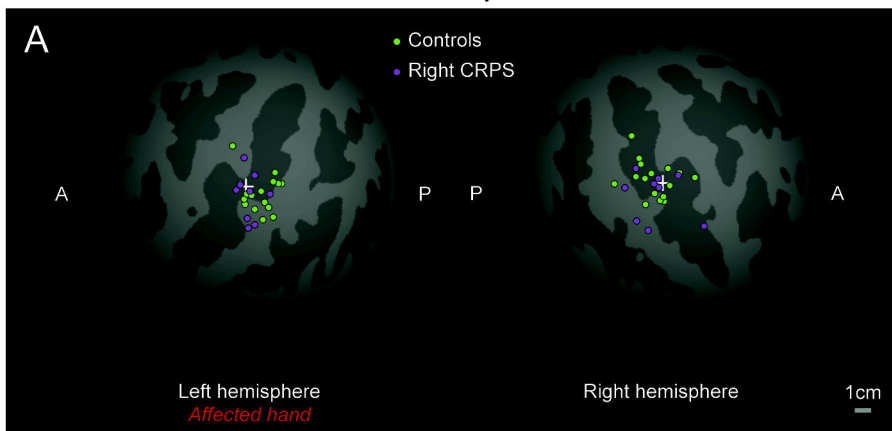 A
Controls
Right CRPS
A
P
P
A
Left hemisphere
Affected hand
Right hemisphere
1cm